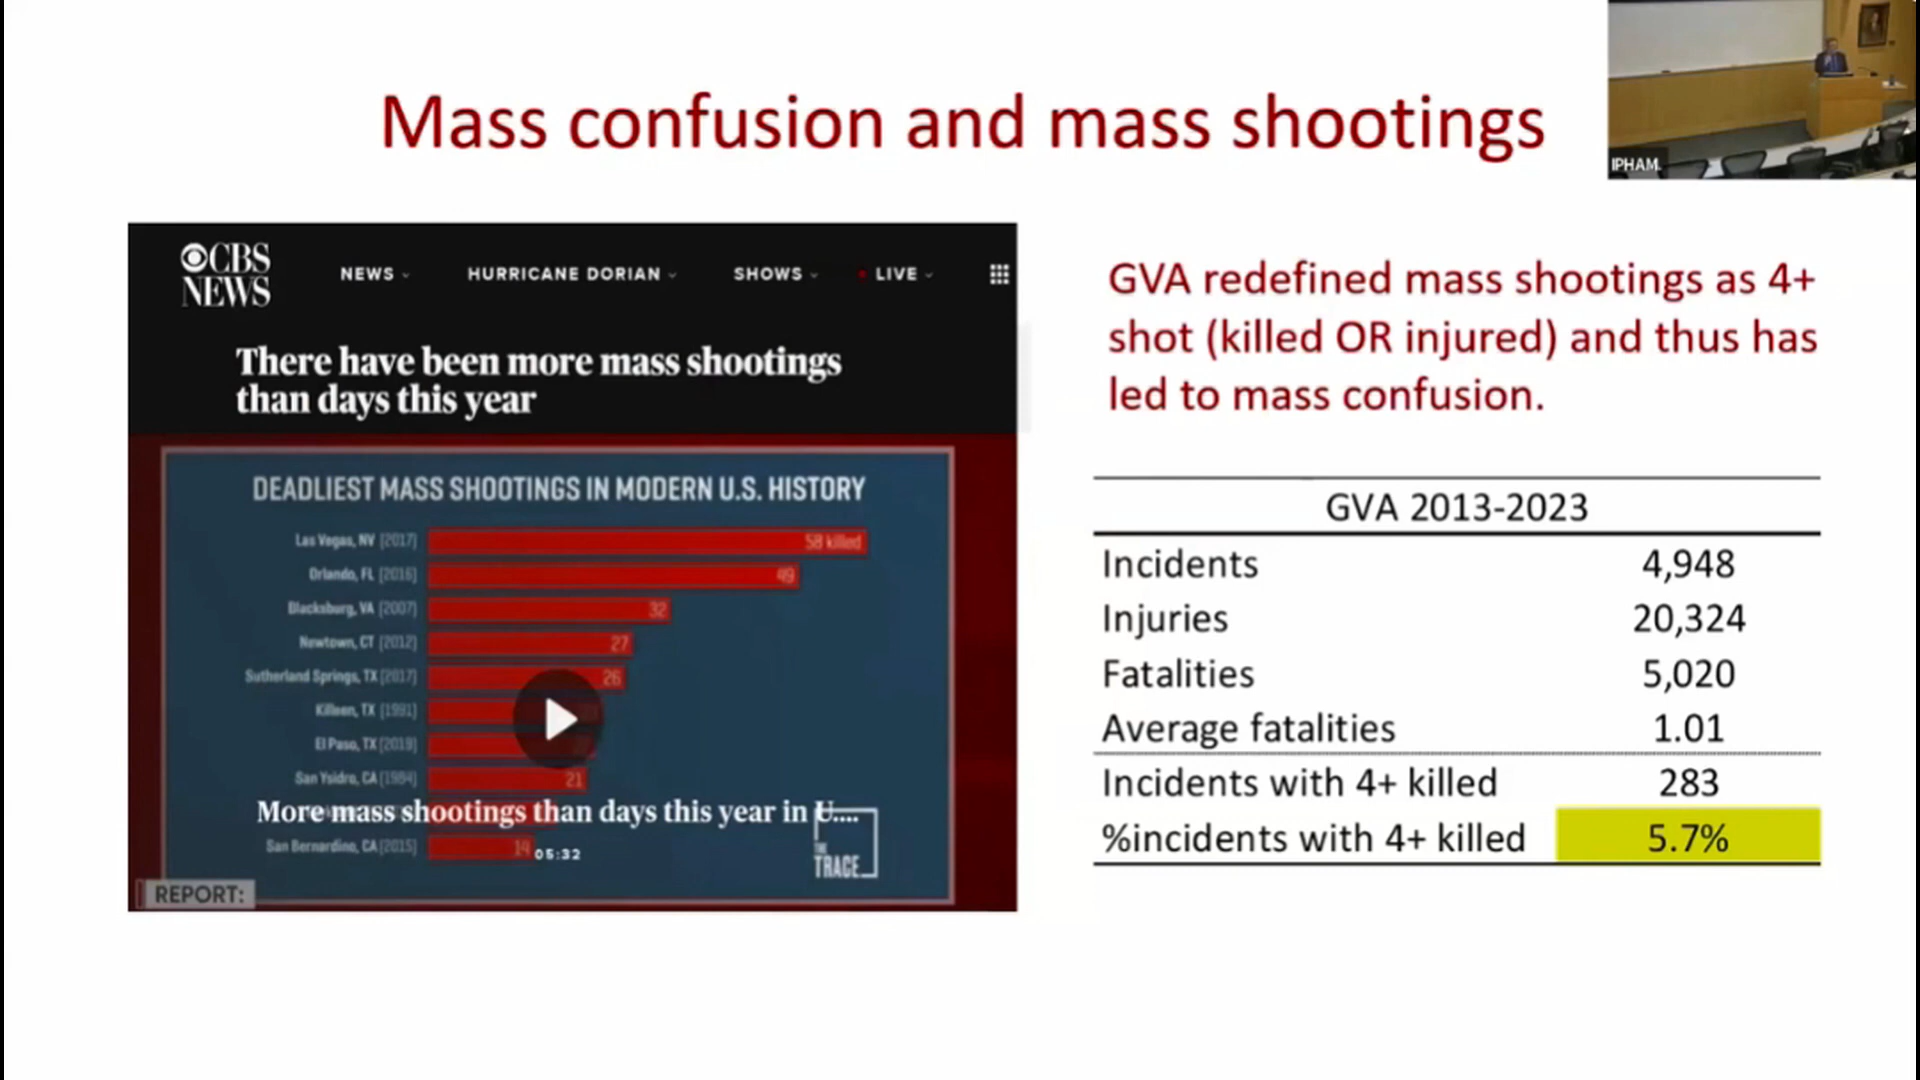 Mass confusion and mass shootings
IPHAM
CBS
NEWS
NEWS
HURRICANE DORIAN
SHOWS
LIVE
There have been more mass shootings
than days this year
DEADLIEST MASS SHOOTINGS IN MODERN U.S. HISTORY
Las Vegas, NV [2017] 58 killed
Orlando, FL [2016] 49
Blacksburg, VA [2007] 32
Newtown, CT [2012] 27
Sutherland Springs, TX [2017] 26
Killeen, TX [1991]
El Paso, TX [2019]
San Ysidro, CA [1984] 21
More mass shootings than days this year in U....
San Bernardino, CA [2015] 14
05:32
THE
TRACE
REPORT:
GVA redefined mass shootings as 4+
shot (killed OR injured) and thus has
led to mass confusion.
GVA 2013-2023
Incidents 4,948
Injuries 20,324
Fatalities 5,020
Average fatalities 1.01
Incidents with 4+ killed 283
%incidents with 4+ killed 5.7%